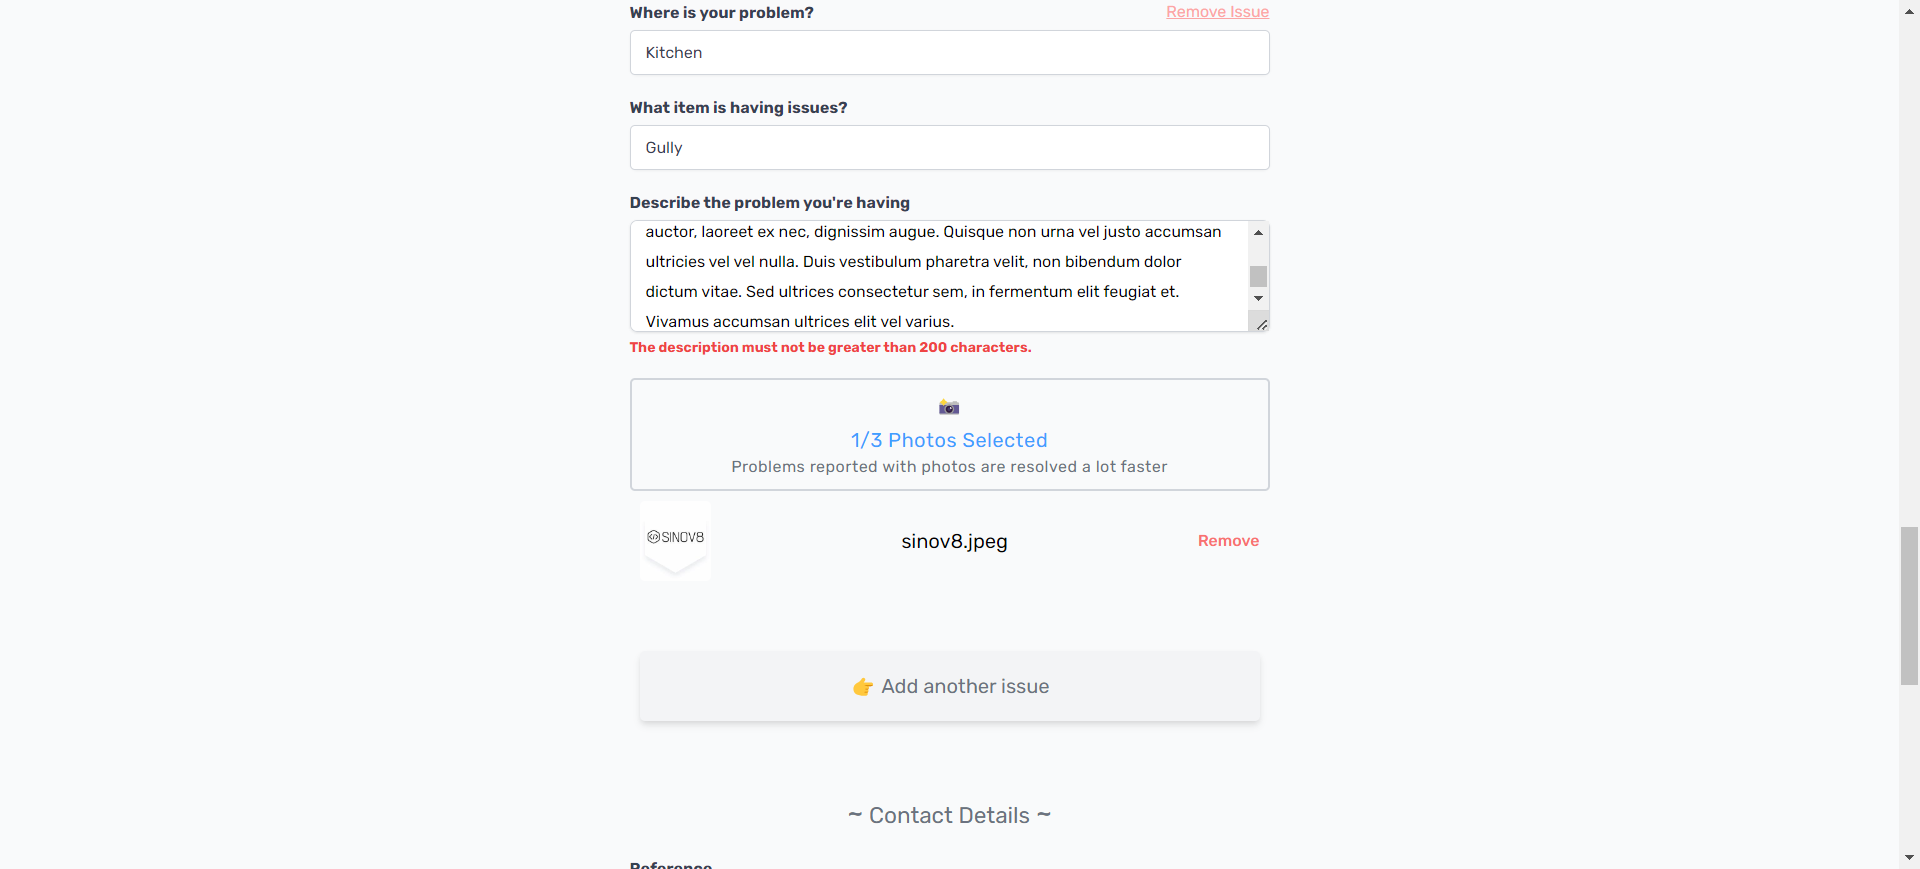 Where is your problem?
Remove Issue
Kitchen
What item is having issues?
Gully
Describe the problem you're having
auctor, laoreet ex nec, dignissim augue. Quisque non urna vel justo accumsan
ultricies vel vel nulla. Duis vestibulum pharetra velit, non bibendum dolor
dictum vitae. Sed ultrices consectetur sem, in fermentum elit feugiat et.
Vivamus accumsan ultrices elit vel varius.
The description must not be greater than 200 characters.
1/3 Photos Selected
Problems reported with photos are resolved a lot faster
SINOV8
sinov8.jpeg
Remove
👉 Add another issue
~ Contact Details ~
Reference